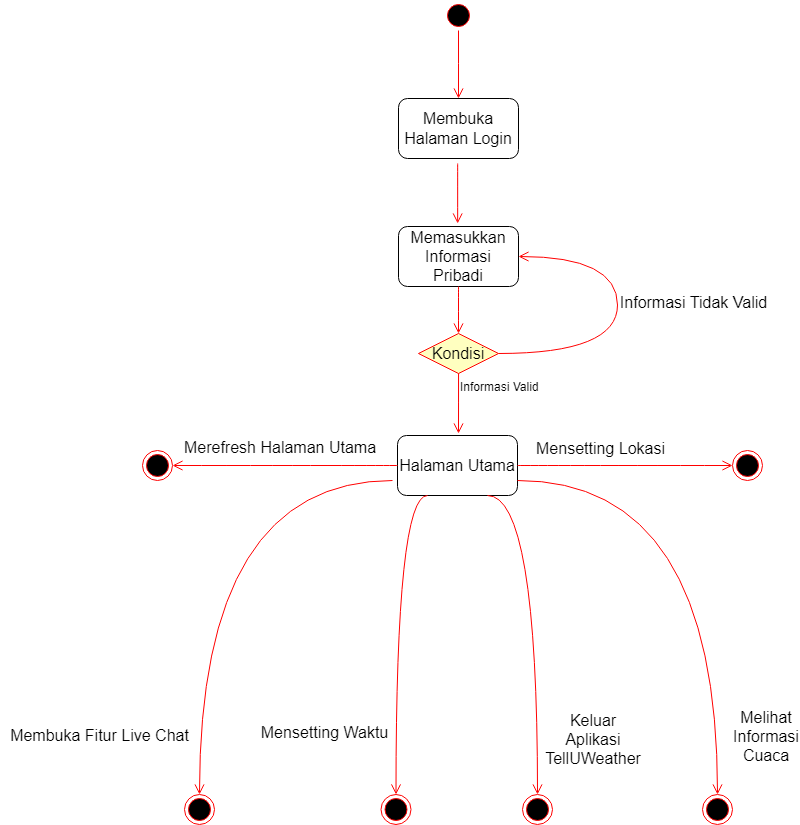 Membuka
Halaman Login
Memasukkan
Informasi
Pribadi
Informasi Tidak Valid
Kondisi
Informasi Valid
Merefresh Halaman Utama
Halaman Utama
Mensetting Lokasi
Membuka Fitur Live Chat
Mensetting Waktu
Keluar
Aplikasi
TellUWeather
Melihat
Informasi
Cuaca